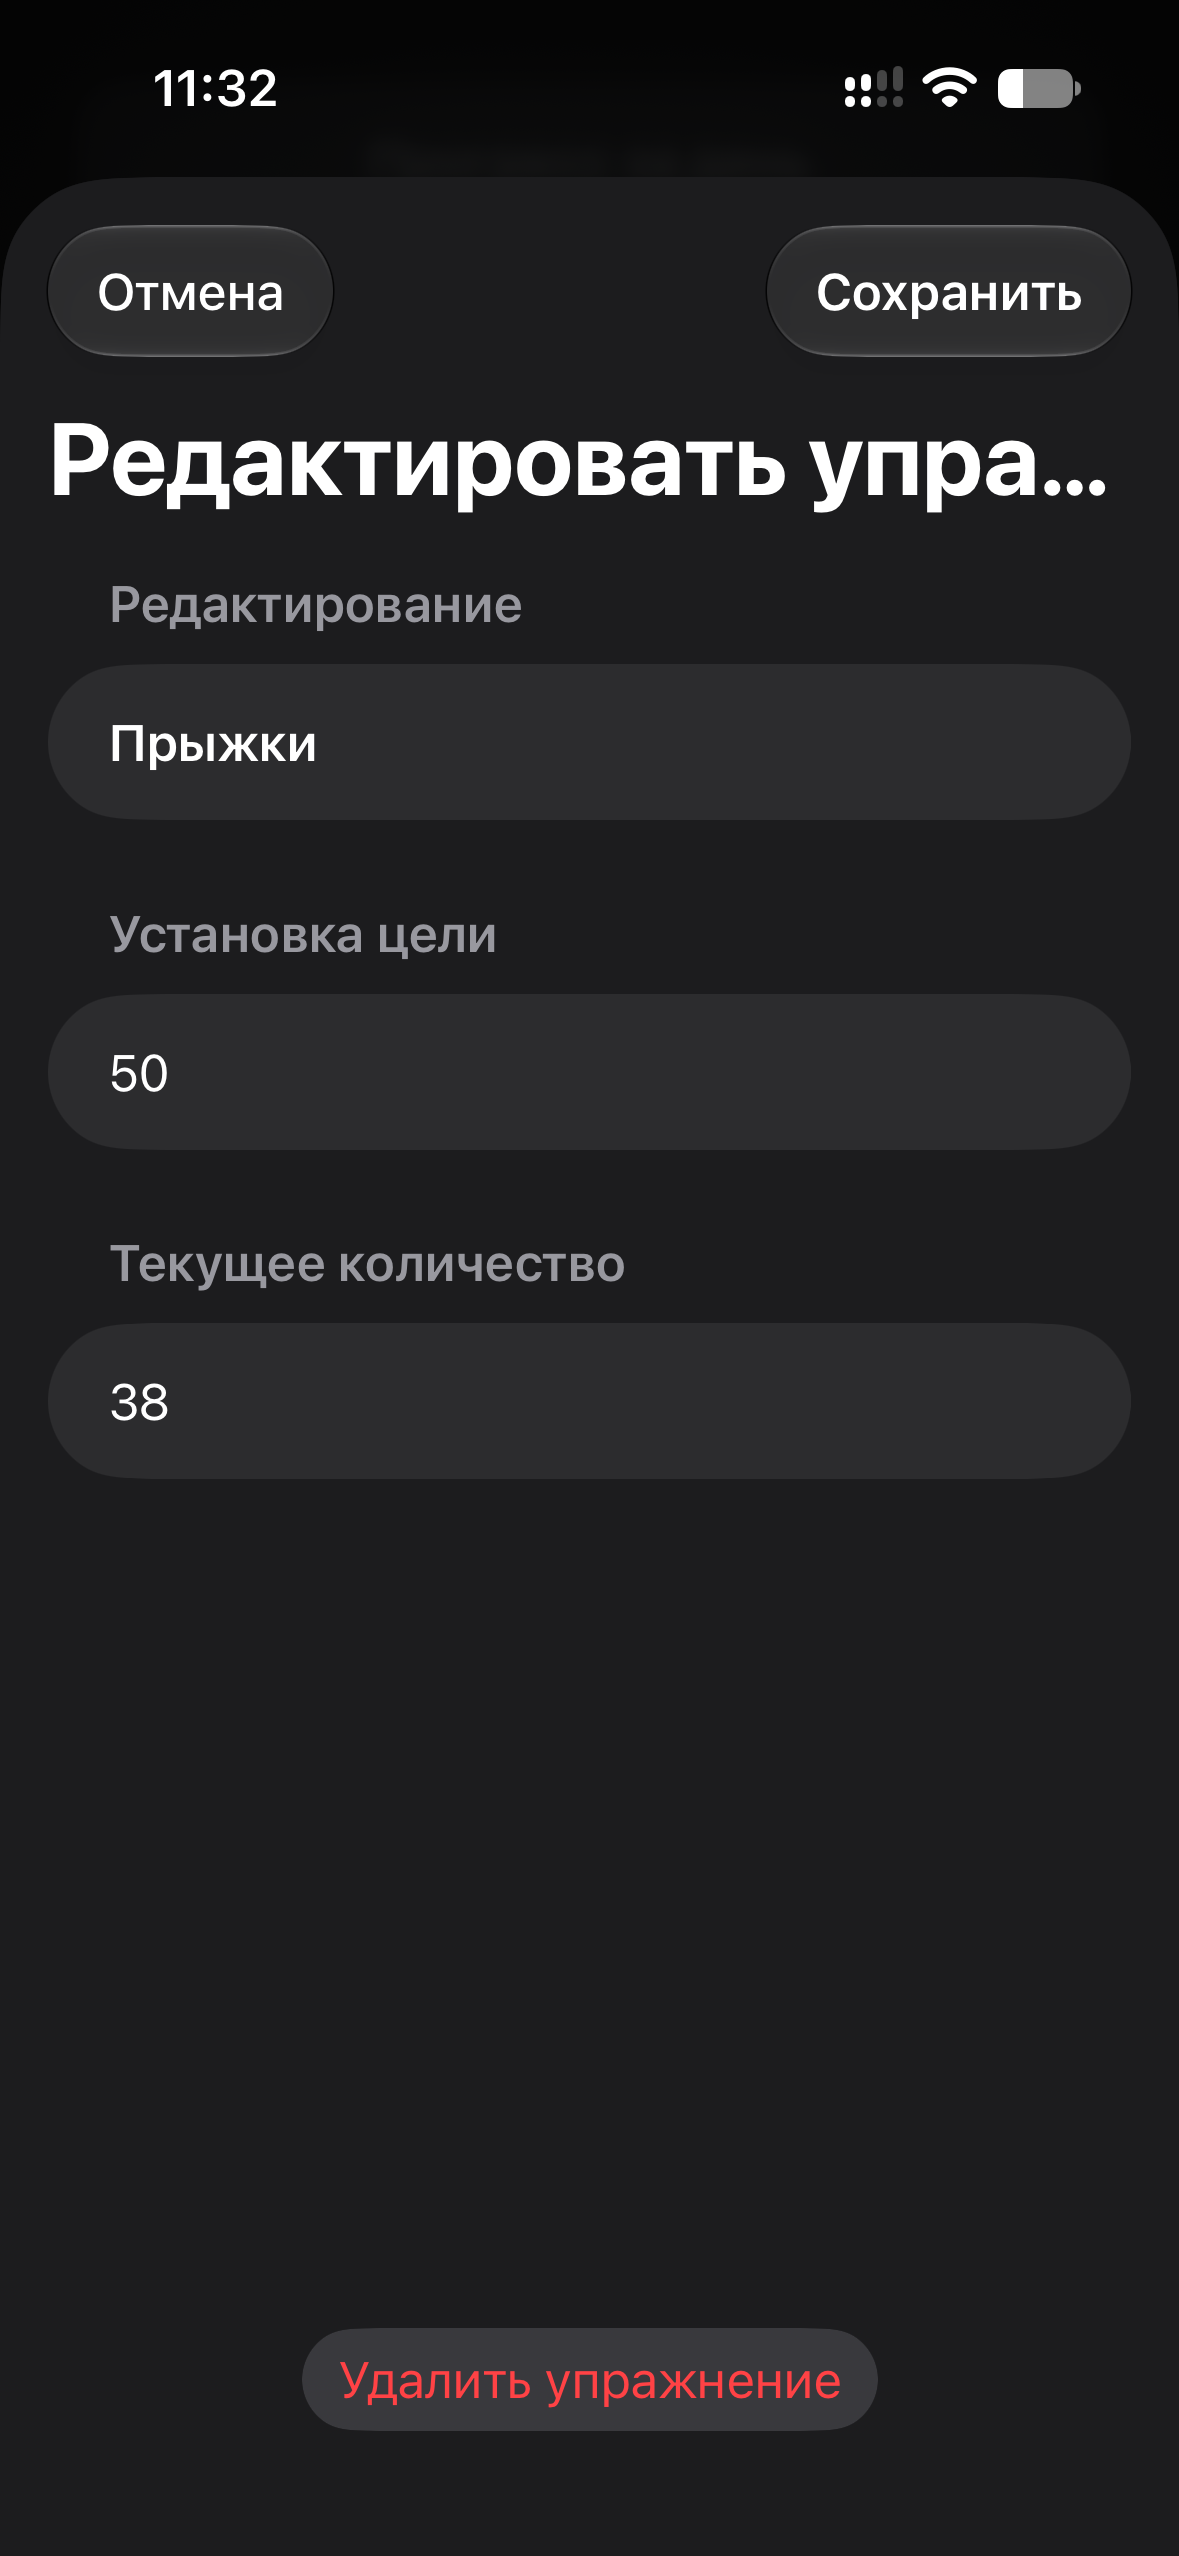 11:32
Отмена
Сохранить
Редактировать упра...
Редактирование
Прыжки
Установка цели
50
Текущее количество
38
Удалить упражнение